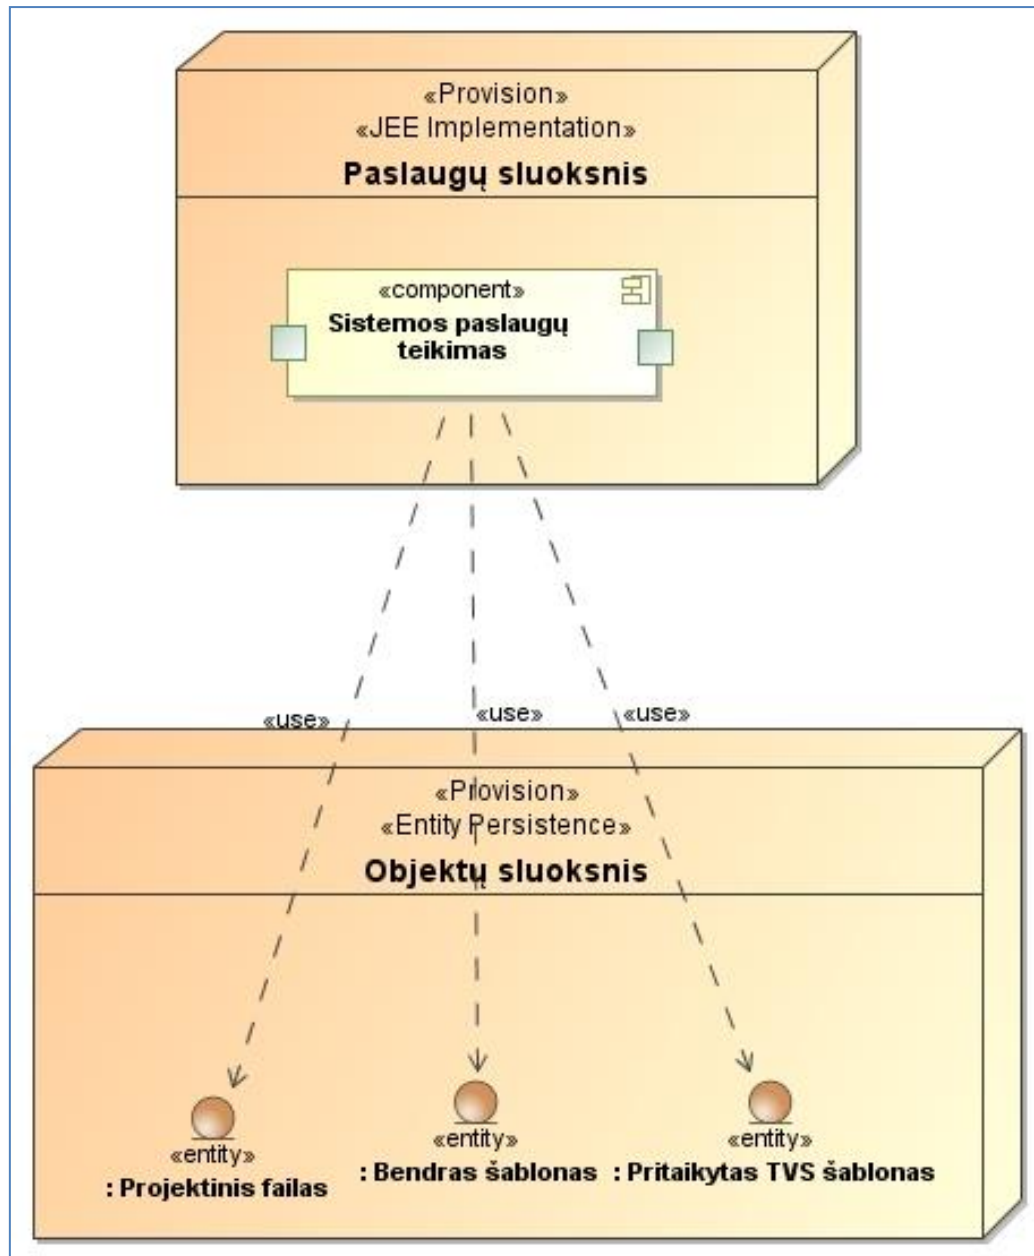 «Provision»
«JEE Implementation»
Paslaugų sluoksnis
«component»
Sistemos paslaugų
teikimas
«use» «use» «use»
«Provision»
«Entity Persistence»
Objektų sluoksnis
«entity»
: Projektinis failas
«entity»
: Bendras šablonas
«entity»
: Pritaikytas TVS šablonas